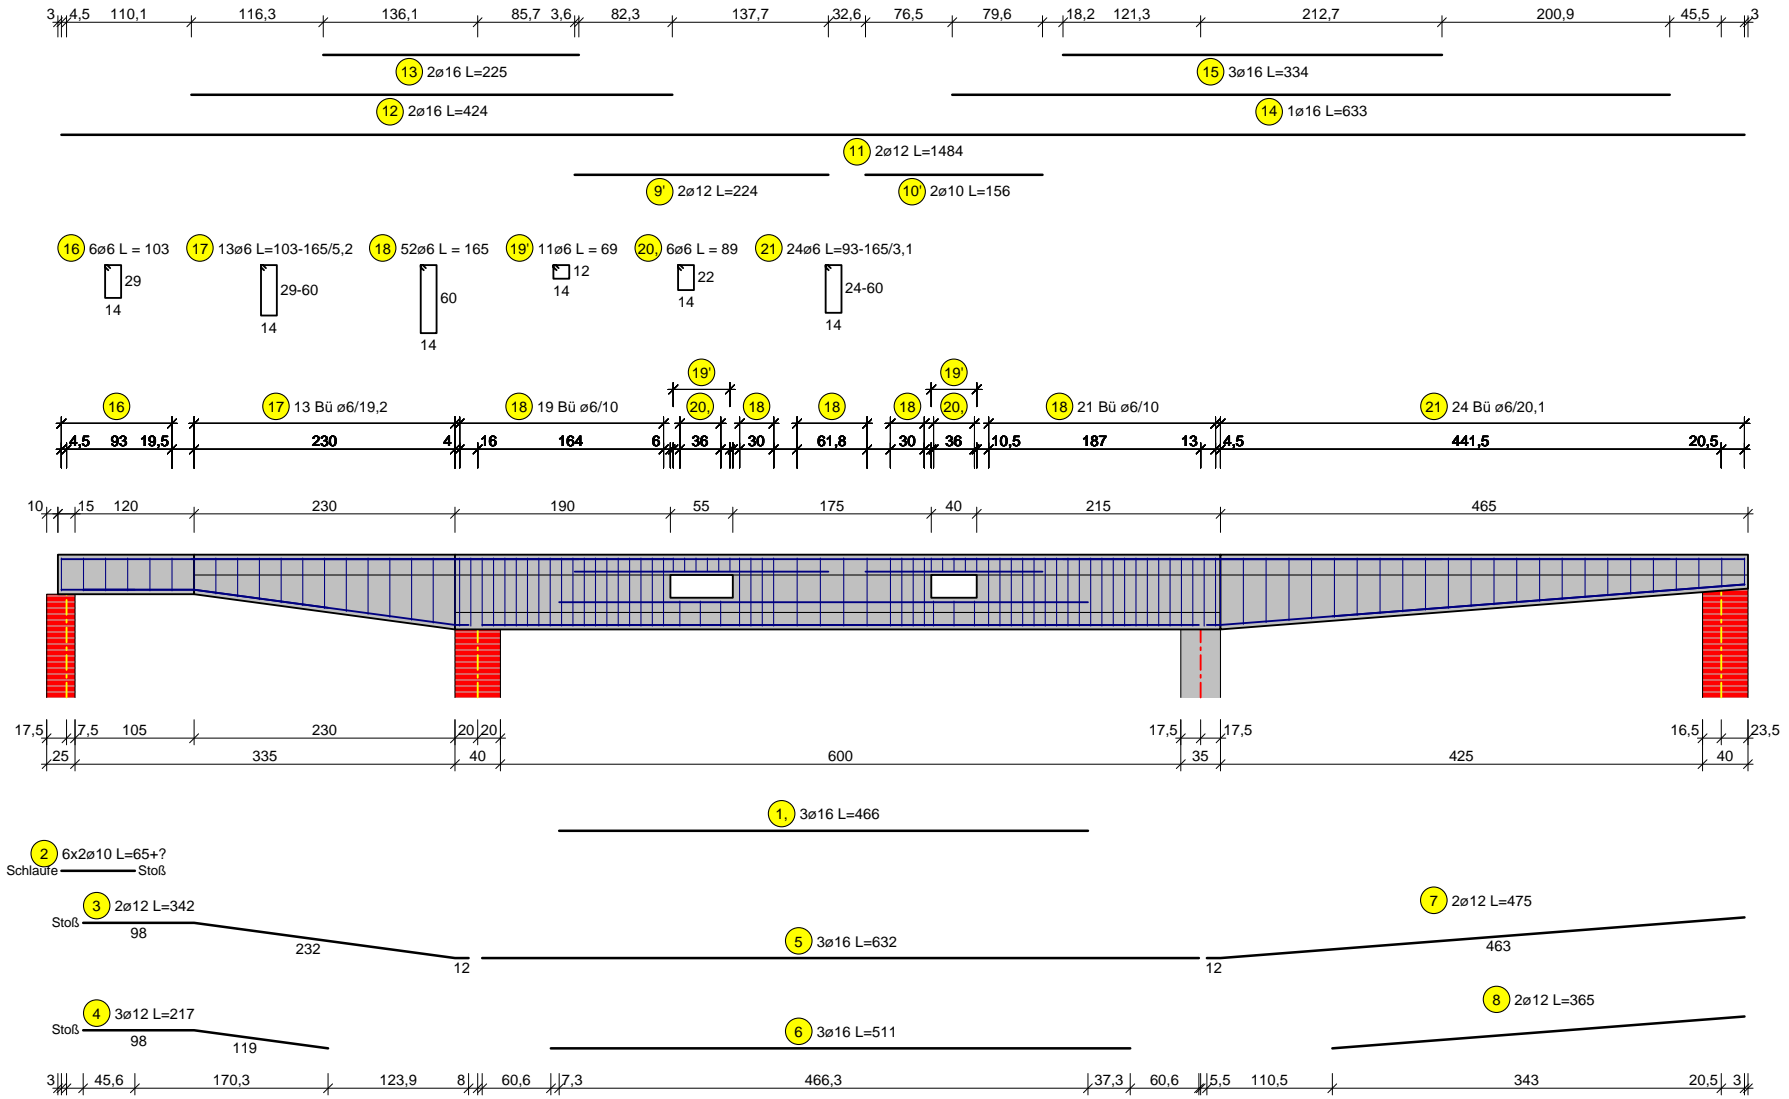 3 4,5 110,1 116,3 136,1 85,7 3,6 82,3 137,7 32,6 76,5 79,6 18,2 121,3 212,7 200,9 45,5 3
13 2ø16 L=225 15 3ø16 L=334
12 2ø16 L=424 14 1ø16 L=633
11 2ø12 L=1484
9' 2ø12 L=224 10' 2ø10 L=156
16 6ø6 L = 103 17 13ø6 L=103-165/5,2 18 52ø6 L = 165 19' 11ø6 L = 69 20, 6ø6 L = 89 21 24ø6 L=93-165/3,1
29 29-60 60 12 22 24-60
14 14 14 14 14 14
19' 19'
16 17 13 Bü ø6/19,2 18 19 Bü ø6/10 20, 18 18 18 20, 18 21 Bü ø6/10 21 24 Bü ø6/20,1
4,5 93 19,5 230 4 16 164 6 36 30 61,8 30 36 10,5 187 13 4,5 441,5 20,5
10 15 120 230 190 55 175 40 215 465
17,5 7,5 105 230 20 20 17,5 17,5 16,5 23,5
25 335 40 600 35 425 40
1, 3ø16 L=466
2 6x2ø10 L=65+?
Schlaufe Stoß
3 2ø12 L=342 7 2ø12 L=475
Stoß 98 232 12 5 3ø16 L=632 12 463
4 3ø12 L=217 8 2ø12 L=365
Stoß 98 119 6 3ø16 L=511
3 45,6 170,3 123,9 8 60,6 7,3 466,3 37,3 60,6 5,5 110,5 343 20,5 3